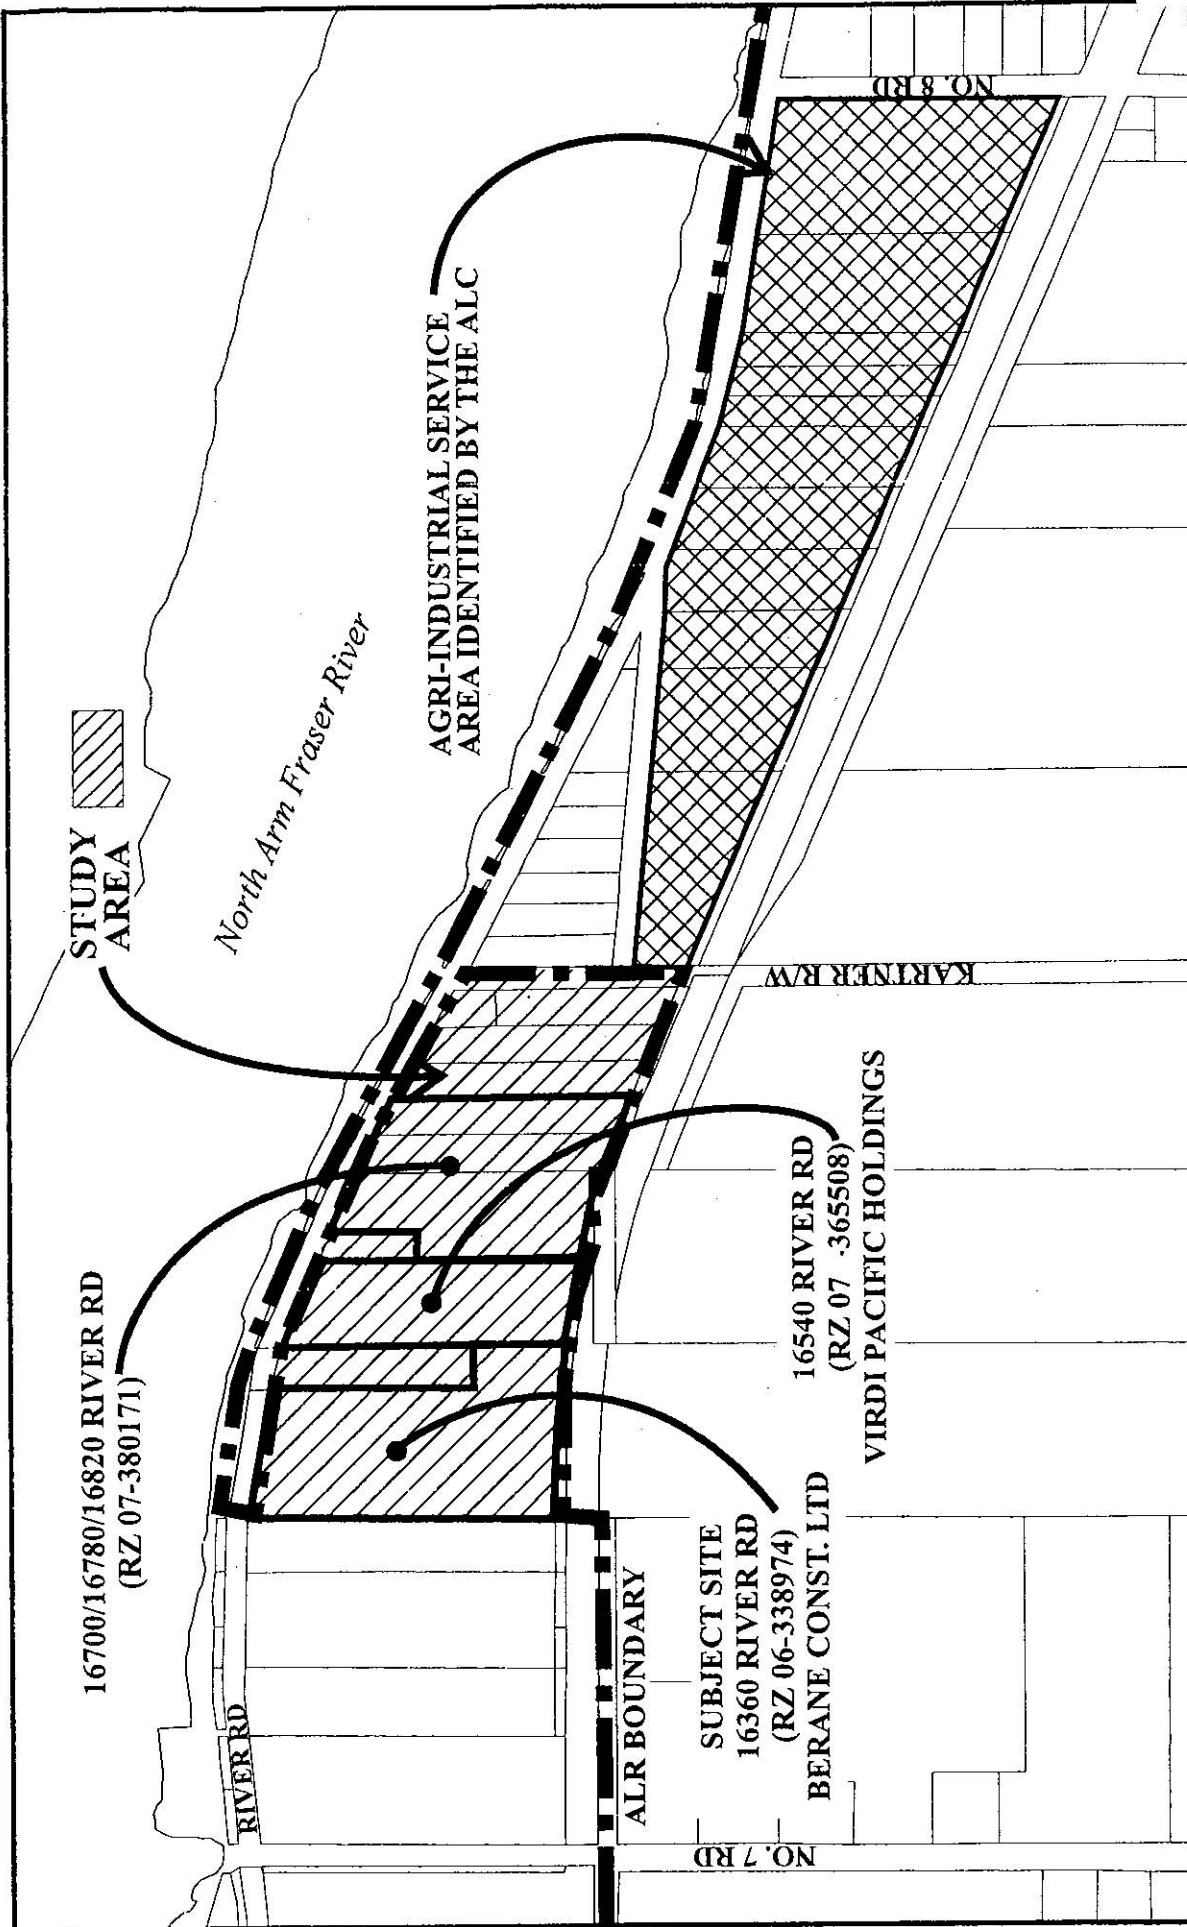 STUDY
AREA
North Arm Fraser River
AGRI-INDUSTRIAL SERVICE
AREA IDENTIFIED BY THE ALC
16700/16780/16820 RIVER RD
(RZ 07-380171)
RIVER RD
NO. 8 RD
KARTNER R/W
16540 RIVER RD
(RZ 07 -365508)
VIRDI PACIFIC HOLDINGS
SUBJECT SITE
16360 RIVER RD
(RZ 06-338974)
BERANE CONST. LTD
ALR BOUNDARY
NO. 7 RD